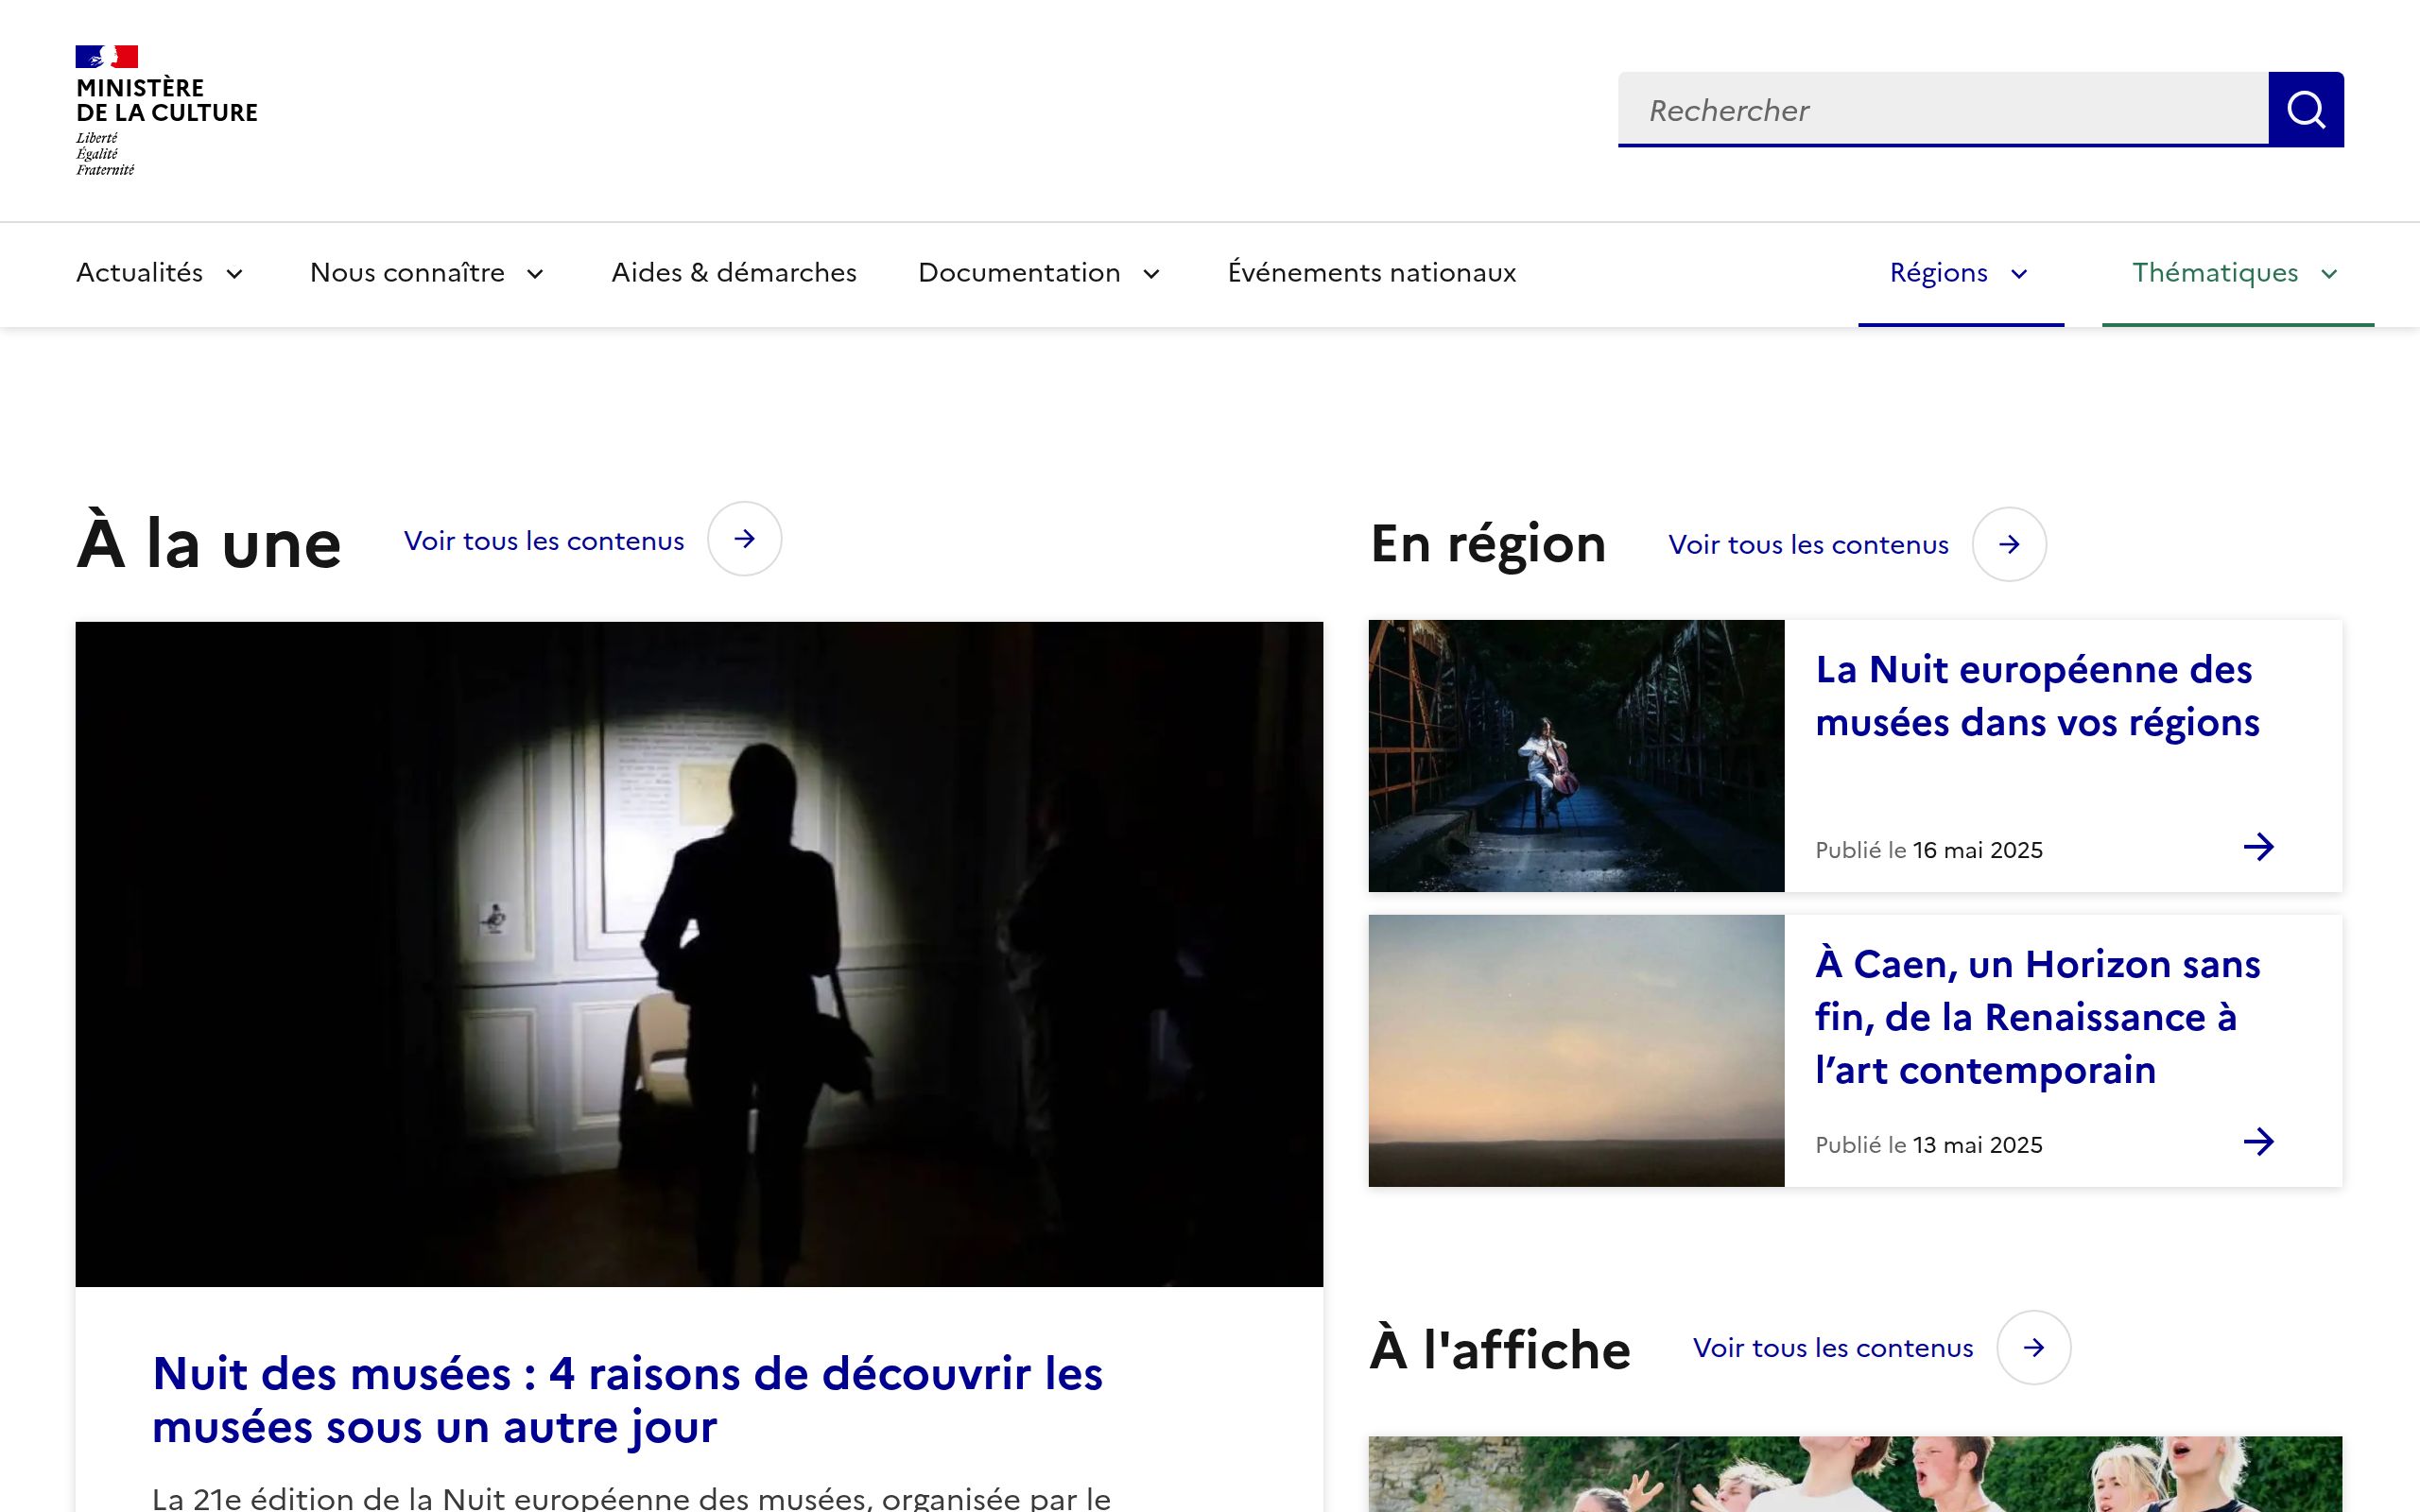 MINISTÈRE
DE LA CULTURE
Liberté
Égalité
Fraternité
Rechercher
Actualités
Nous connaître
Aides & démarches
Documentation
Événements nationaux
Régions
Thématiques
À la une
Voir tous les contenus
Nuit des musées : 4 raisons de découvrir les
musées sous un autre jour
La 21e édition de la Nuit européenne des musées, organisée par le
En région
Voir tous les contenus
La Nuit européenne des
musées dans vos régions
Publié le 16 mai 2025
À Caen, un Horizon sans
fin, de la Renaissance à
l’art contemporain
Publié le 13 mai 2025
À l'affiche
Voir tous les contenus